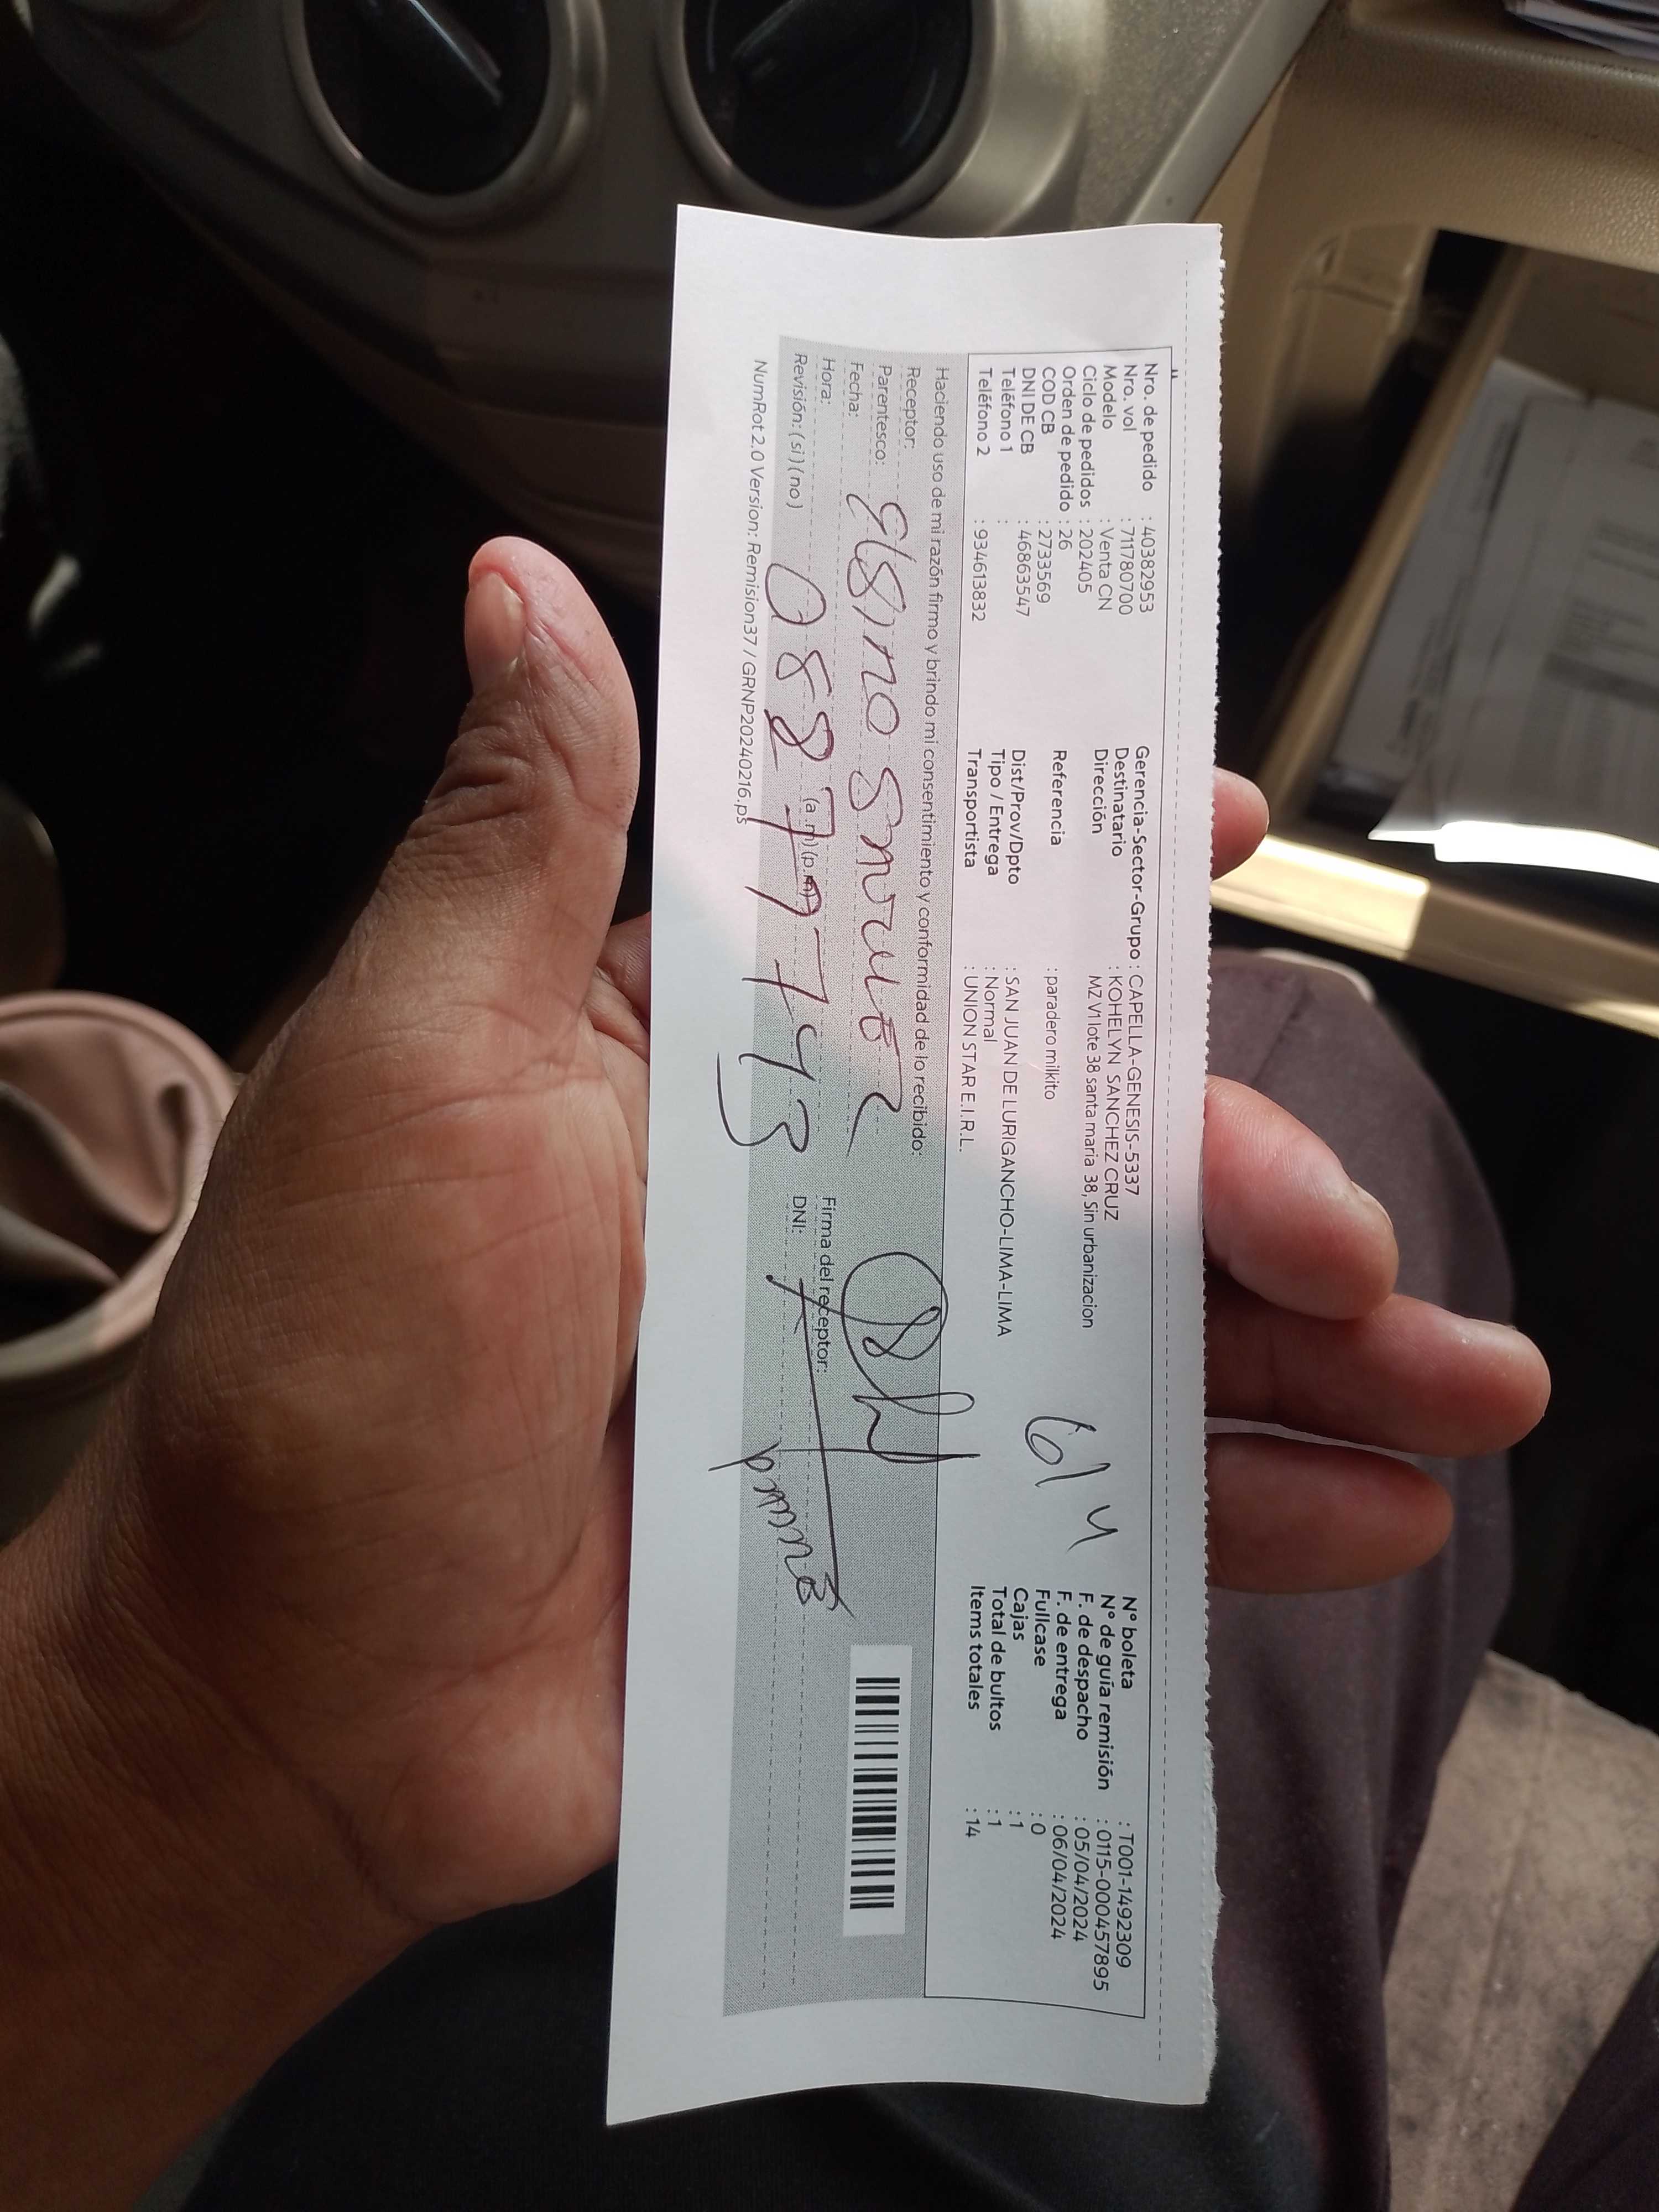 Nro. de pedido : 40382953
Nro. vol : 711780700
Modelo : Venta CN
Ciclo de pedidos : 202405
Orden de pedido : 26
COD CB : 2733569
DNI DE CB : 46863547
Teléfono 1 :
Teléfono 2 : 934613832
Gerencia-Sector-Grupo : CAPELLA-GENESIS-5337
Destinatario : KOHELYN SANCHEZ CRUZ
Dirección MZ V1 lote 38 santa maria 38, Sin urbanizacion
Referencia : paradero milkito
Dist/Prov/Dpto : SAN JUAN DE LURIGANCHO-LIMA-LIMA
Tipo / Entrega : Normal
Transportista : UNION STAR E.I.R.L.
614
N° boleta : T001-1492309
N° de guía remisión : 0115-000457895
F. de despacho : 05/04/2024
F. de entrega : 06/04/2024
Fullcase : 0
Cajas : 1
Total de bultos : 1
Items totales : 14
Haciendo uso de mi razón firmo y brindo mi consentimiento y conformidad de lo recibido:
Receptor:
Parentesco:
Fecha:
Hora: (a.m) (p.m)
Revisión: (si) (no)
Firma del receptor:
DNI:
NumRot2.0 Version: Remision37 / GRNP20240216.ps